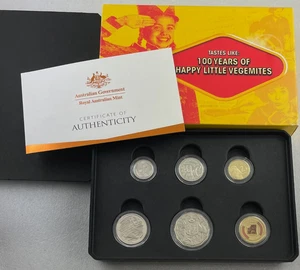 TASTES LIKE
100 YEARS OF
HAPPY LITTLE VEGEMITES
Australian Government
Royal Australian Mint
CERTIFICATE OF
AUTHENTICITY